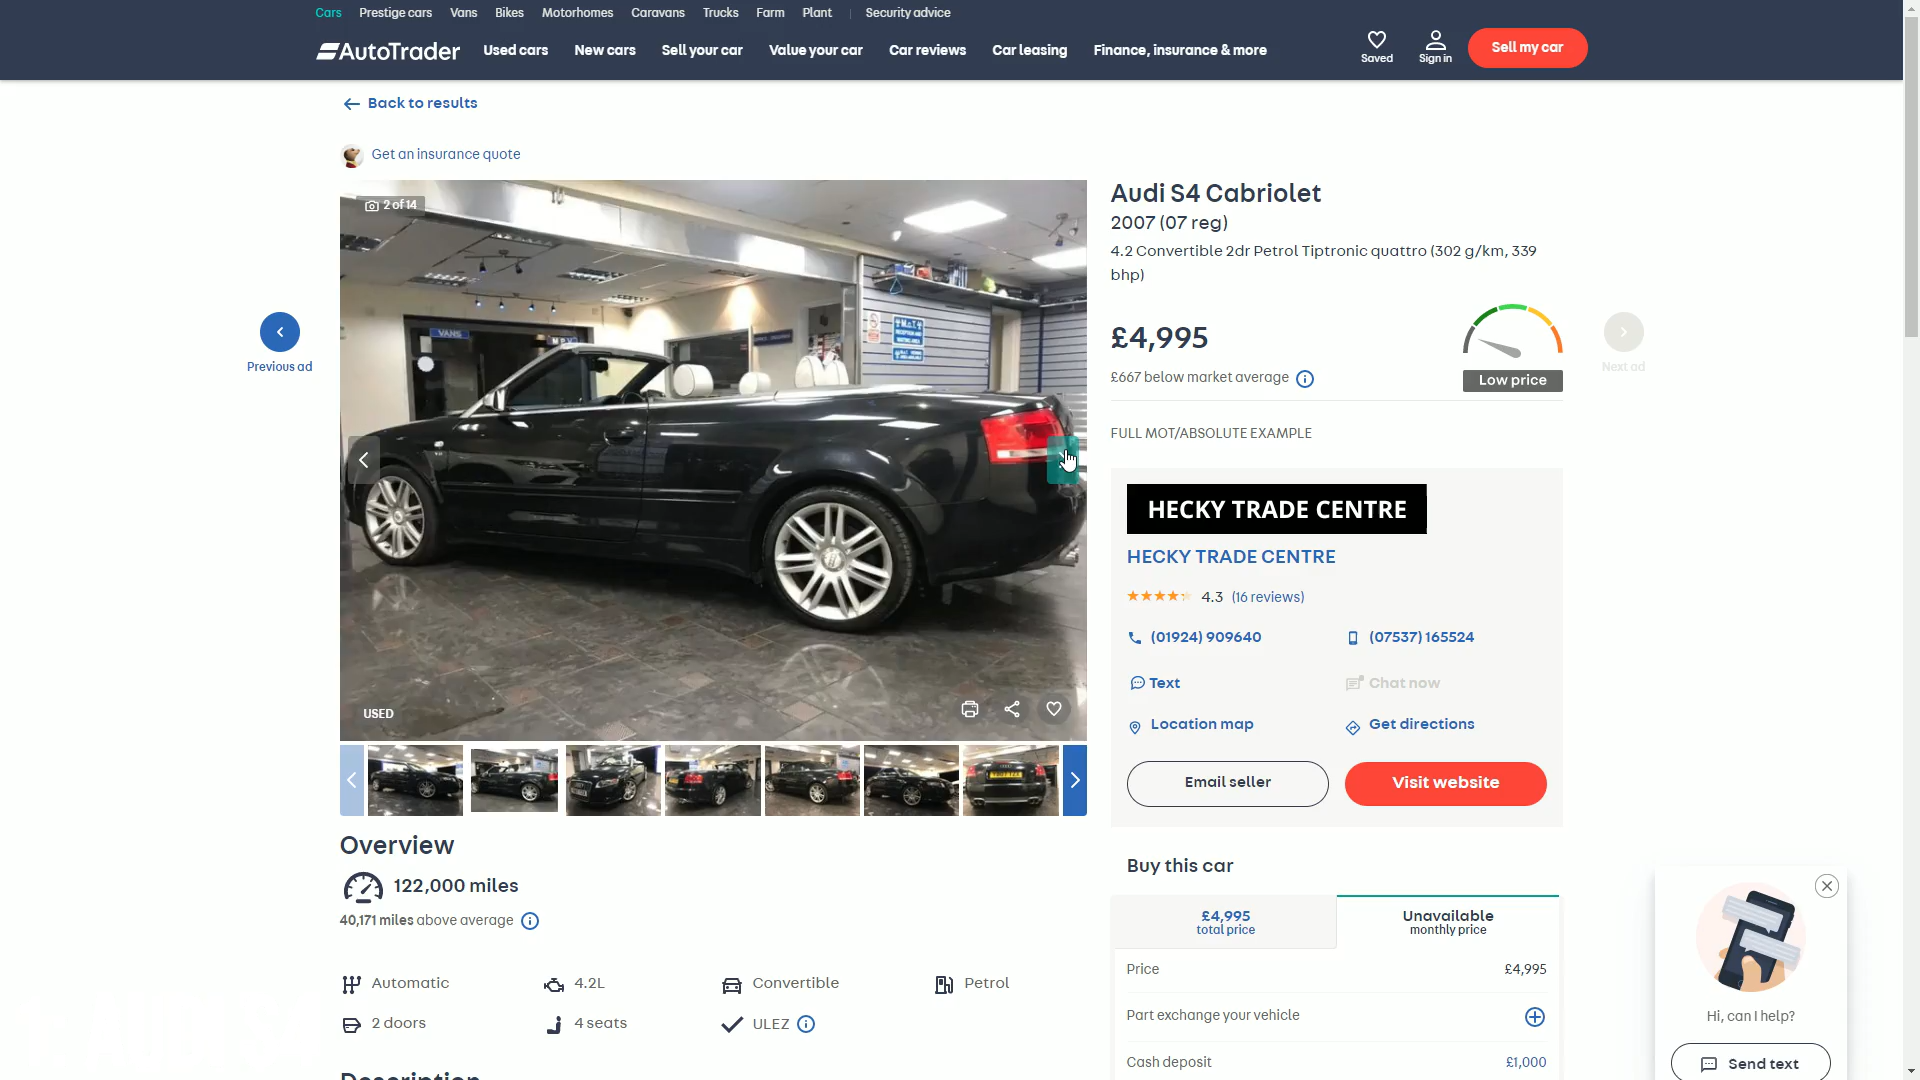 Cars Prestige cars Vans Bikes Motorhomes Caravans Trucks Farm Plant Security advice
AutoTrader Used cars New cars Sell your car Value your car Car reviews Car leasing Finance, insurance & more Saved Sign in Sell my car
Back to results
Get an insurance quote
2 of 14
VANS
USED
Previous ad
Audi S4 Cabriolet
2007 (07 reg)
4.2 Convertible 2dr Petrol Tiptronic quattro (302 g/km, 339
bhp)
£4,995
£667 below market average
Low price
Next ad
FULL MOT/ABSOLUTE EXAMPLE
HECKY TRADE CENTRE
HECKY TRADE CENTRE
4.3 (16 reviews)
(01924) 909640 (07537) 165524
Text Chat now
Location map Get directions
Email seller Visit website
Overview
122,000 miles
40,171 miles above average
Automatic 4.2L Convertible Petrol
2 doors 4 seats ULEZ
Description
Buy this car
£4,995 Unavailable
total price monthly price
Price £4,995
Part exchange your vehicle
Cash deposit £1,000
Hi, can I help?
Send text